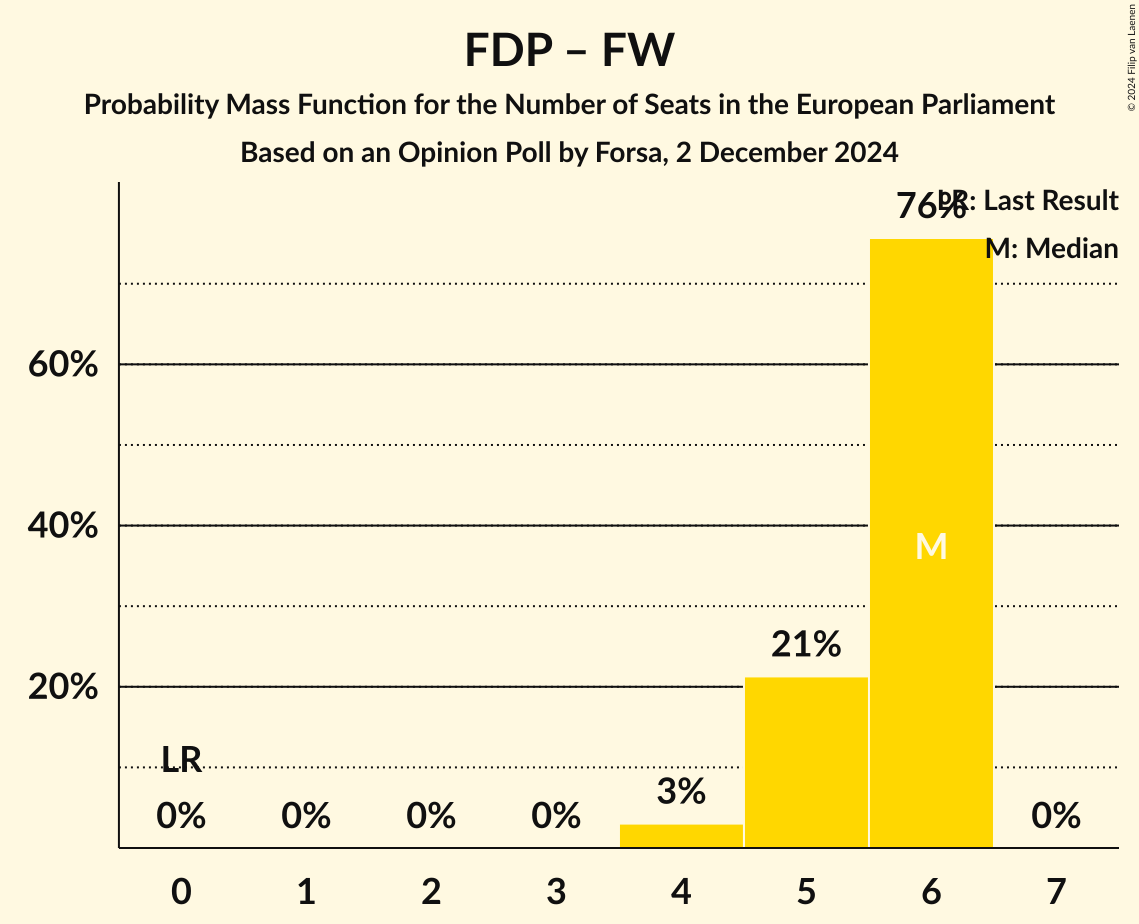 FDP – FW
Probability Mass Function for the Number of Seats in the European Parliament
Based on an Opinion Poll by Forsa, 2 December 2024
© 2024 Filip van Laenen
LR: Last Result
M: Median
76%
60%
40%
20%
M
21%
3%
LR
0% 0% 0% 0% 0%
0 1 2 3 4 5 6 7